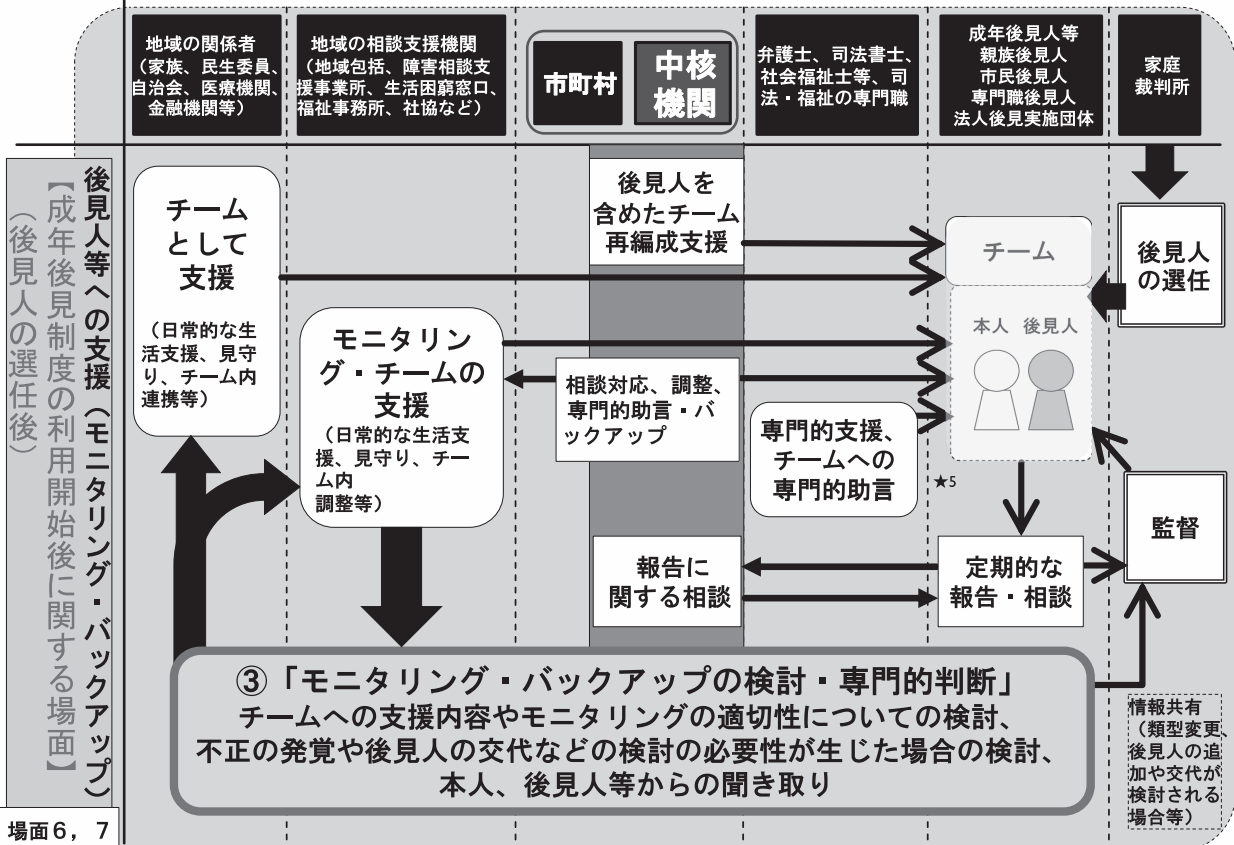 地域の関係者
（家族、民生委員、
自治会、医療機関、
金融機関等）
地域の相談支援機関
（地域包括、障害相談支
援事業所、生活困窮窓口、
福祉事務所、社協など）
市町村
中核
機関
弁護士、司法書士、
社会福祉士等、司
法・福祉の専門職
成年後見人等
親族後見人
市民後見人
専門職後見人
法人後見実施団体
家庭
裁判所
後見人等への支援（モニタリング・バックアップ）
【成年後見制度の利用開始後に関する場面】
（後見人の選任後）
場面６，７
チーム
として
支援
（日常的な生
活支援、見守
り、チーム内
連携等）
モニタリン
グ・チームの
支援
（日常的な生活支
援、見守り、チー
ム内
調整等）
後見人を
含めたチーム
再編成支援
相談対応、調整、
専門的助言・バ
ックアップ
専門的支援、
チームへの
専門的助言
★5
チーム
本人 後見人
後見人
の選任
監督
報告に
関する相談
定期的な
報告・相談
③「モニタリング・バックアップの検討・専門的判断」
チームへの支援内容やモニタリングの適切性についての検討、
不正の発覚や後見人の交代などの検討の必要性が生じた場合の検討、
本人、後見人等からの聞き取り
情報共有
（類型変更、
後見人の追
加や交代が
検討される
場合等）